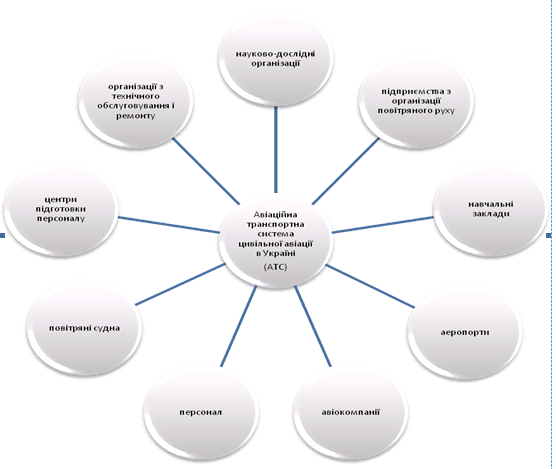 науково-дослідні
організації
підприємства з
організації
повітряного руху
навчальні
заклади
аеропорти
авіокомпанії
персонал
повітряні судна
центри
підготовки
персоналу
організації з
технічного
обслуговування і
ремонту
Авіаційна
транспортна
система
цивільної авіації
в Україні
(АТС)